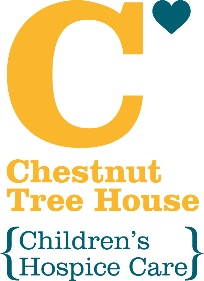 C
Chestnut
Tree House
{Children's
Hospice Care}